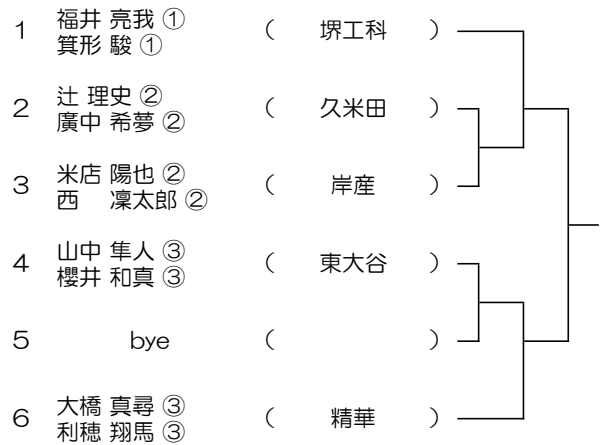 1 福井 亮我 ① ( 堺工科 )
箕形 駿 ①
2 辻 理史 ② ( 久米田 )
廣中 希夢 ②
3 米店 陽也 ② ( 岸産 )
西 凜太郎 ②
4 山中 隼人 ③ ( 東大谷 )
櫻井 和真 ③
5 bye ( )
6 大橋 真尋 ③ ( 精華 )
利穂 翔馬 ③